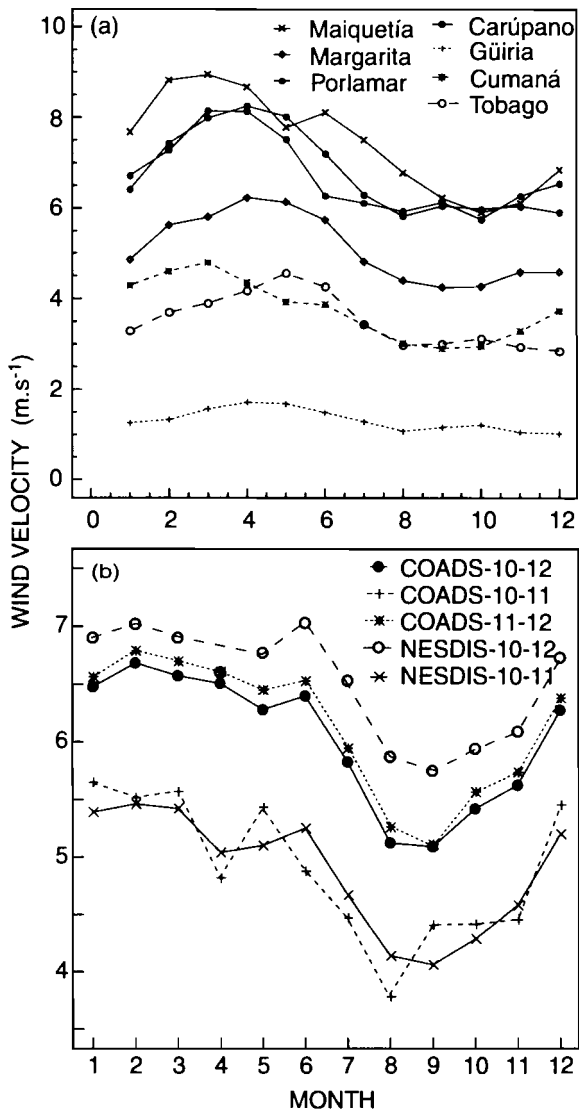 (a)
Maiquetía
Margarita
Porlamar
Carúpano
Güiria
Cumaná
Tobago
10
8
6
4
2
0
0 2 4 6 8 10 12
WIND VELOCITY (m.s-1)
(b)
COADS-10-12
COADS-10-11
COADS-11-12
NESDIS-10-12
NESDIS-10-11
7
6
5
4
1 2 3 4 5 6 7 8 9 10 11 12
MONTH